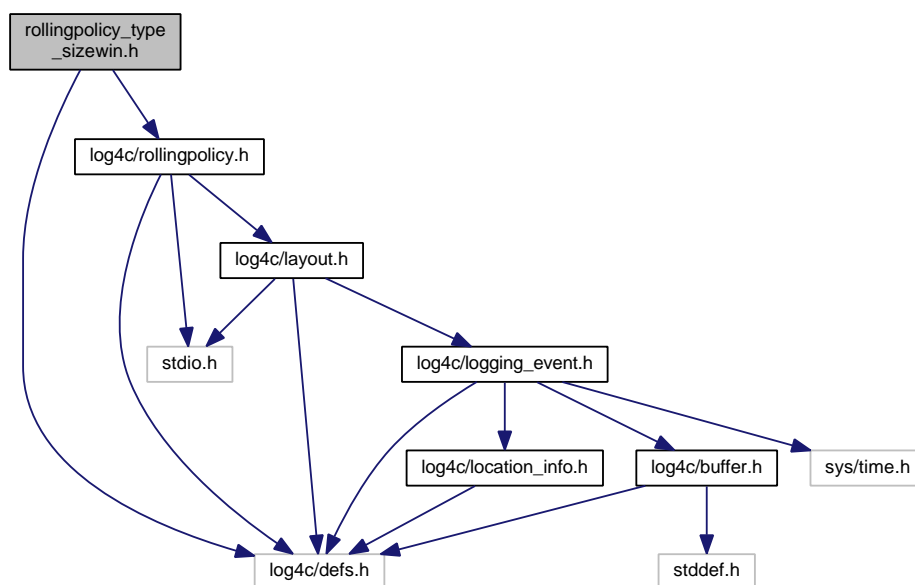 rollingpolicy_type
_sizewin.h
log4c/rollingpolicy.h
log4c/layout.h
stdio.h
log4c/logging_event.h
log4c/location_info.h
log4c/buffer.h
sys/time.h
log4c/defs.h
stddef.h